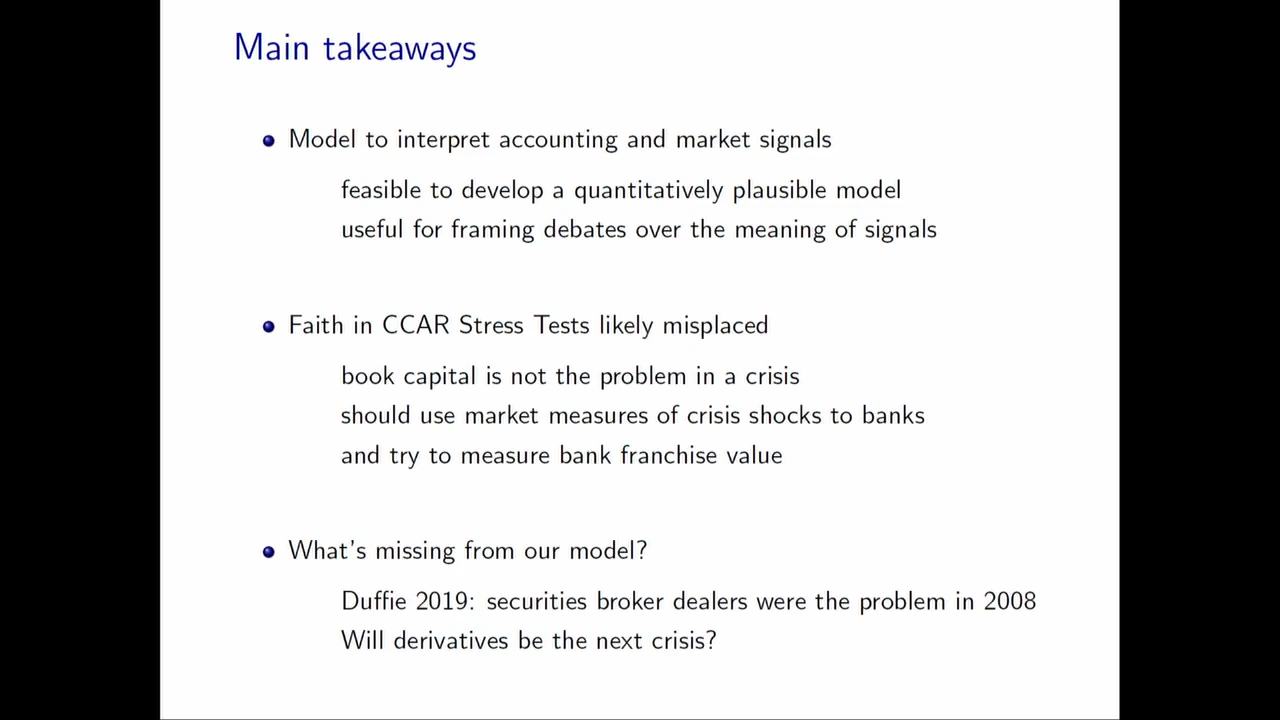 Main takeaways
Model to interpret accounting and market signals
feasible to develop a quantitatively plausible model
useful for framing debates over the meaning of signals
Faith in CCAR Stress Tests likely misplaced
book capital is not the problem in a crisis
should use market measures of crisis shocks to banks
and try to measure bank franchise value
What's missing from our model?
Duffie 2019: securities broker dealers were the problem in 2008
Will derivatives be the next crisis?